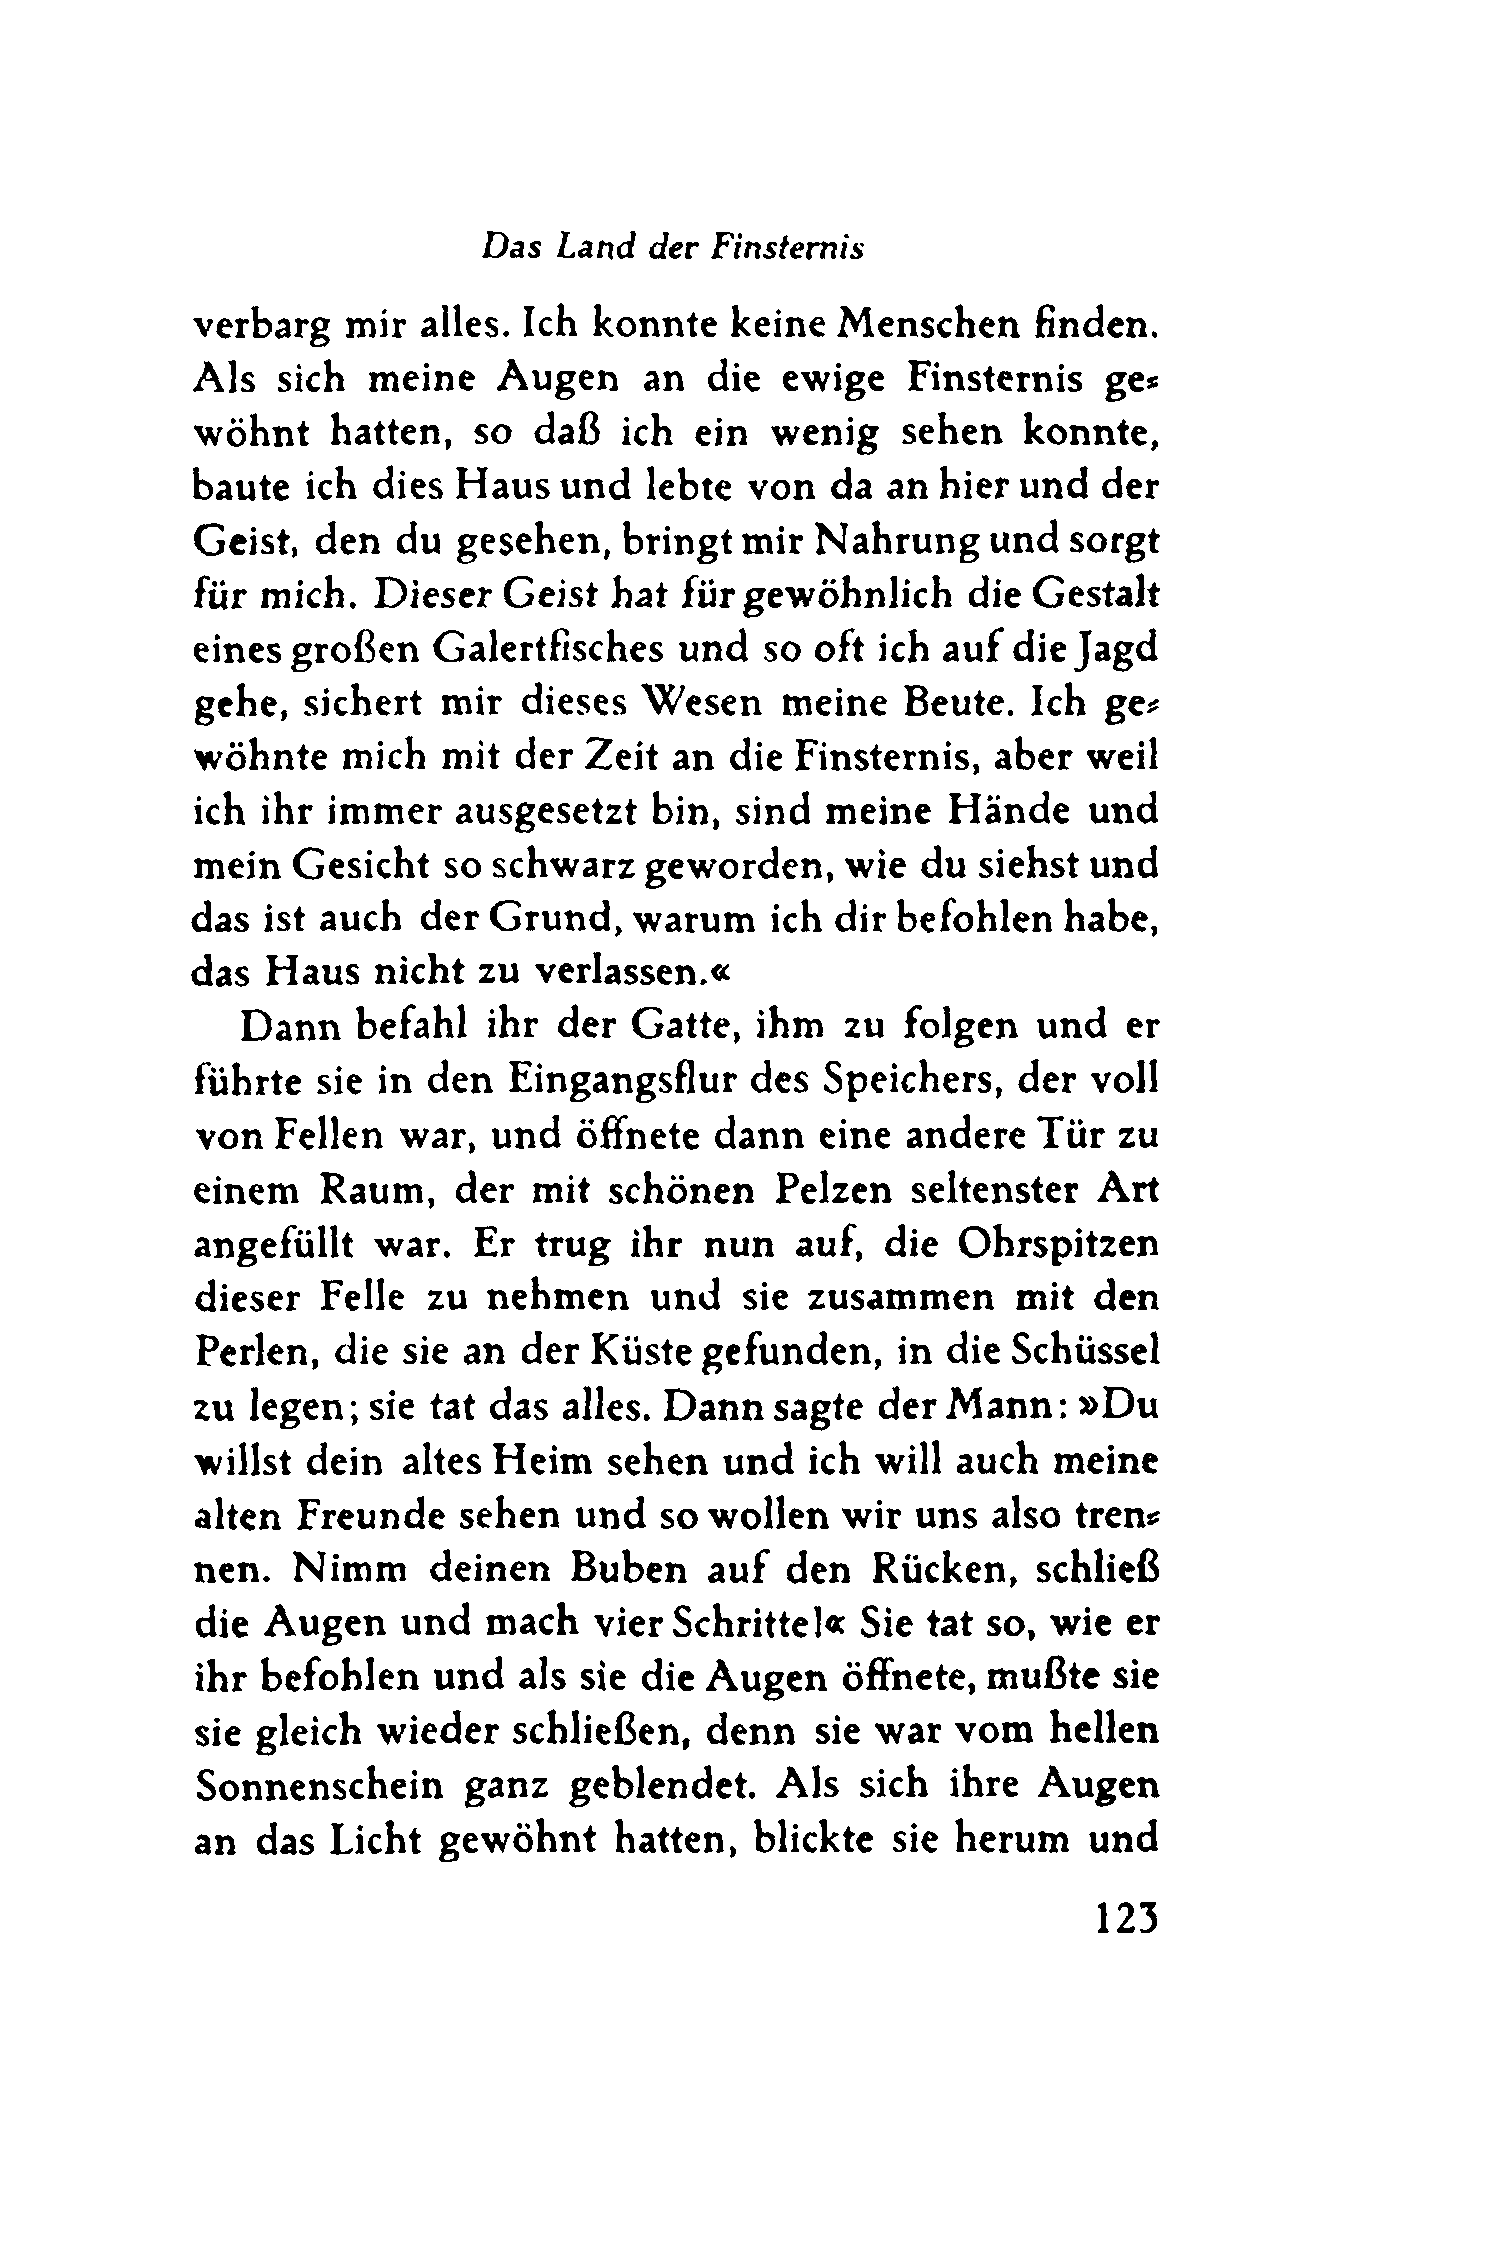 Das Land der Finsternis
verbarg mir alles. Ich konnte keine Menschen finden.
Als sich meine Augen an die ewige Finsternis ge⸗
wöhnt hatten, so daß ich ein wenig sehen konnte,
baute ich dies Haus und lebte von da an hier und der
Geist, den du gesehen, bringt mir Nahrung und sorgt
für mich. Dieser Geist hat für gewöhnlich die Gestalt
eines großen Galertfisches und so oft ich auf die Jagd
gehe, sichert mir dieses Wesen meine Beute. Ich ge⸗
wöhnte mich mit der Zeit an die Finsternis, aber weil
ich ihr immer ausgesetzt bin, sind meine Hände und
mein Gesicht so schwarz geworden, wie du siehst und
das ist auch der Grund, warum ich dir befohlen habe,
das Haus nicht zu verlassen.«
Dann befahl ihr der Gatte, ihm zu folgen und er
führte sie in den Eingangsflur des Speichers, der voll
von Fellen war, und öffnete dann eine andere Tür zu
einem Raum, der mit schönen Pelzen seltenster Art
angefüllt war. Er trug ihr nun auf, die Ohrspitzen
dieser Felle zu nehmen und sie zusammen mit den
Perlen, die sie an der Küste gefunden, in die Schüssel
zu legen; sie tat das alles. Dann sagte der Mann: »Du
willst dein altes Heim sehen und ich will auch meine
alten Freunde sehen und so wollen wir uns also tren⸗
nen. Nimm deinen Buben auf den Rücken, schließ
die Augen und mach vier Schritte!« Sie tat so, wie er
ihr befohlen und als sie die Augen öffnete, mußte sie
sie gleich wieder schließen, denn sie war vom hellen
Sonnenschein ganz geblendet. Als sich ihre Augen
an das Licht gewöhnt hatten, blickte sie herum und
123